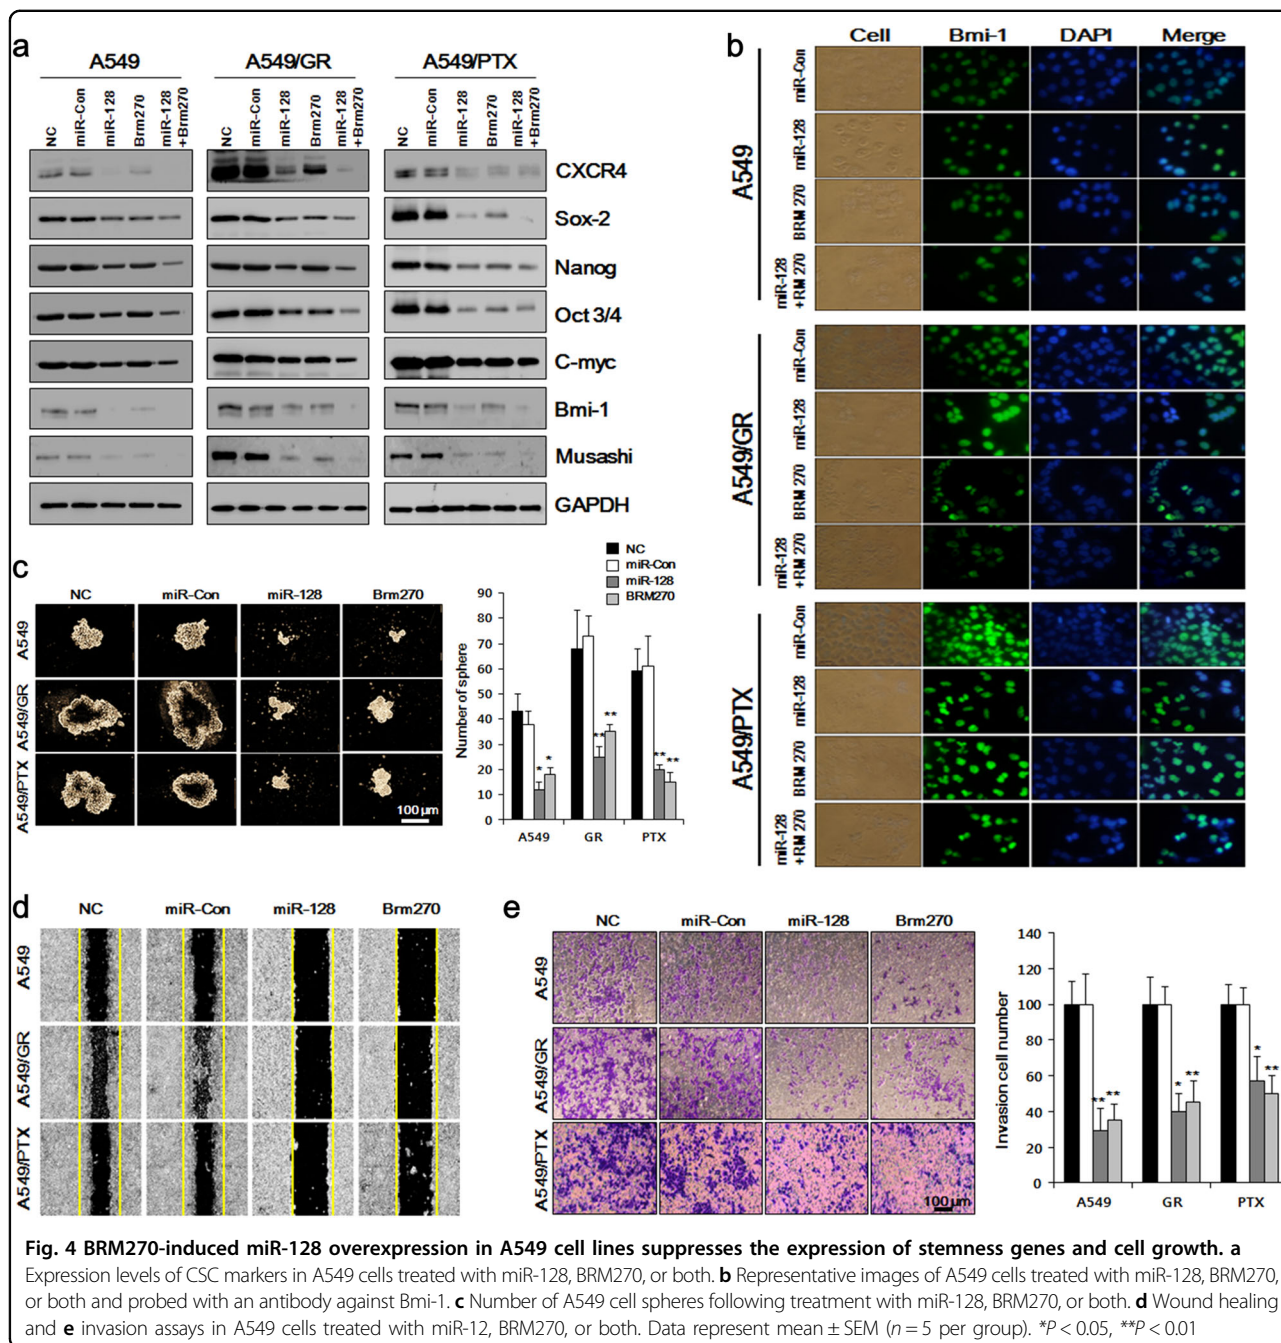 a
A549
A549/GR
A549/PTX
NC
miR-Con
miR-128
Brm270
miR-128
+Brm270
NC
miR-Con
miR-128
Brm270
miR-128
+Brm270
NC
miR-Con
miR-128
Brm270
miR-128
+Brm270
CXCR4
Sox-2
Nanog
Oct 3/4
C-myc
Bmi-1
Musashi
GAPDH
b
Cell
Bmi-1
DAPI
Merge
A549
miR-Con
miR-128
BRM 270
miR-128
+RM 270
A549/GR
miR-Con
miR-128
BRM 270
miR-128
+RM 270
A549/PTX
miR-Con
miR-128
BRM 270
miR-128
+RM 270
c
NC
miR-Con
miR-128
Brm270
A549
A549/GR
A549/PTX
100 µm
NC
miR-Con
miR-128
BRM270
Number of sphere
90
80
70
60
50
40
30
20
10
0
* *
** **
** **
A549 GR PTX
d
NC
miR-Con
miR-128
Brm270
A549
A549/GR
A549/PTX
e
NC
miR-Con
miR-128
Brm270
A549
A549/GR
A549/PTX
100 µm
Invasion cell number
140
120
100
80
60
40
20
0
** **
* **
* **
A549 GR PTX
Fig. 4 BRM270-induced miR-128 overexpression in A549 cell lines suppresses the expression of stemness genes and cell growth. a
Expression levels of CSC markers in A549 cells treated with miR-128, BRM270, or both. b Representative images of A549 cells treated with miR-128, BRM270,
or both and probed with an antibody against Bmi-1. c Number of A549 cell spheres following treatment with miR-128, BRM270, or both. d Wound healing
and e invasion assays in A549 cells treated with miR-12, BRM270, or both. Data represent mean ± SEM (n = 5 per group). *P < 0.05, **P < 0.01